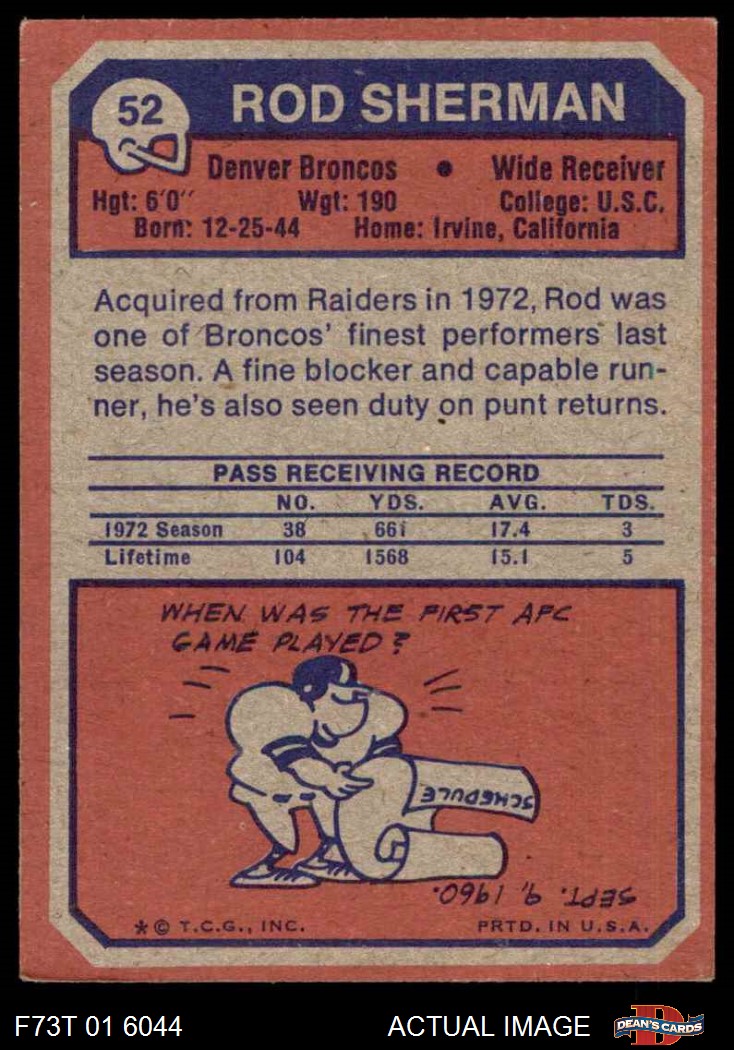 52
ROD SHERMAN
Denver Broncos • Wide Receiver
Hgt: 6'0'' Wgt: 190 College: U.S.C.
Born: 12-25-44 Home: Irvine, California
Acquired from Raiders in 1972, Rod was
one of Broncos' finest performers last
season. A fine blocker and capable run-
ner, he's also seen duty on punt returns.
PASS RECEIVING RECORD
NO. YDS. AVG. TDS.
1972 Season 38 661 17.4 3
Lifetime 104 1568 15.1 5
WHEN WAS THE FIRST AFC
GAME PLAYED?
SCHEDULE
SEPT. 9, 1960.
*© T.C.G., INC. PRTD. IN U.S.A.
F73T 01 6044 ACTUAL IMAGE
D
DEAN'S CARDS